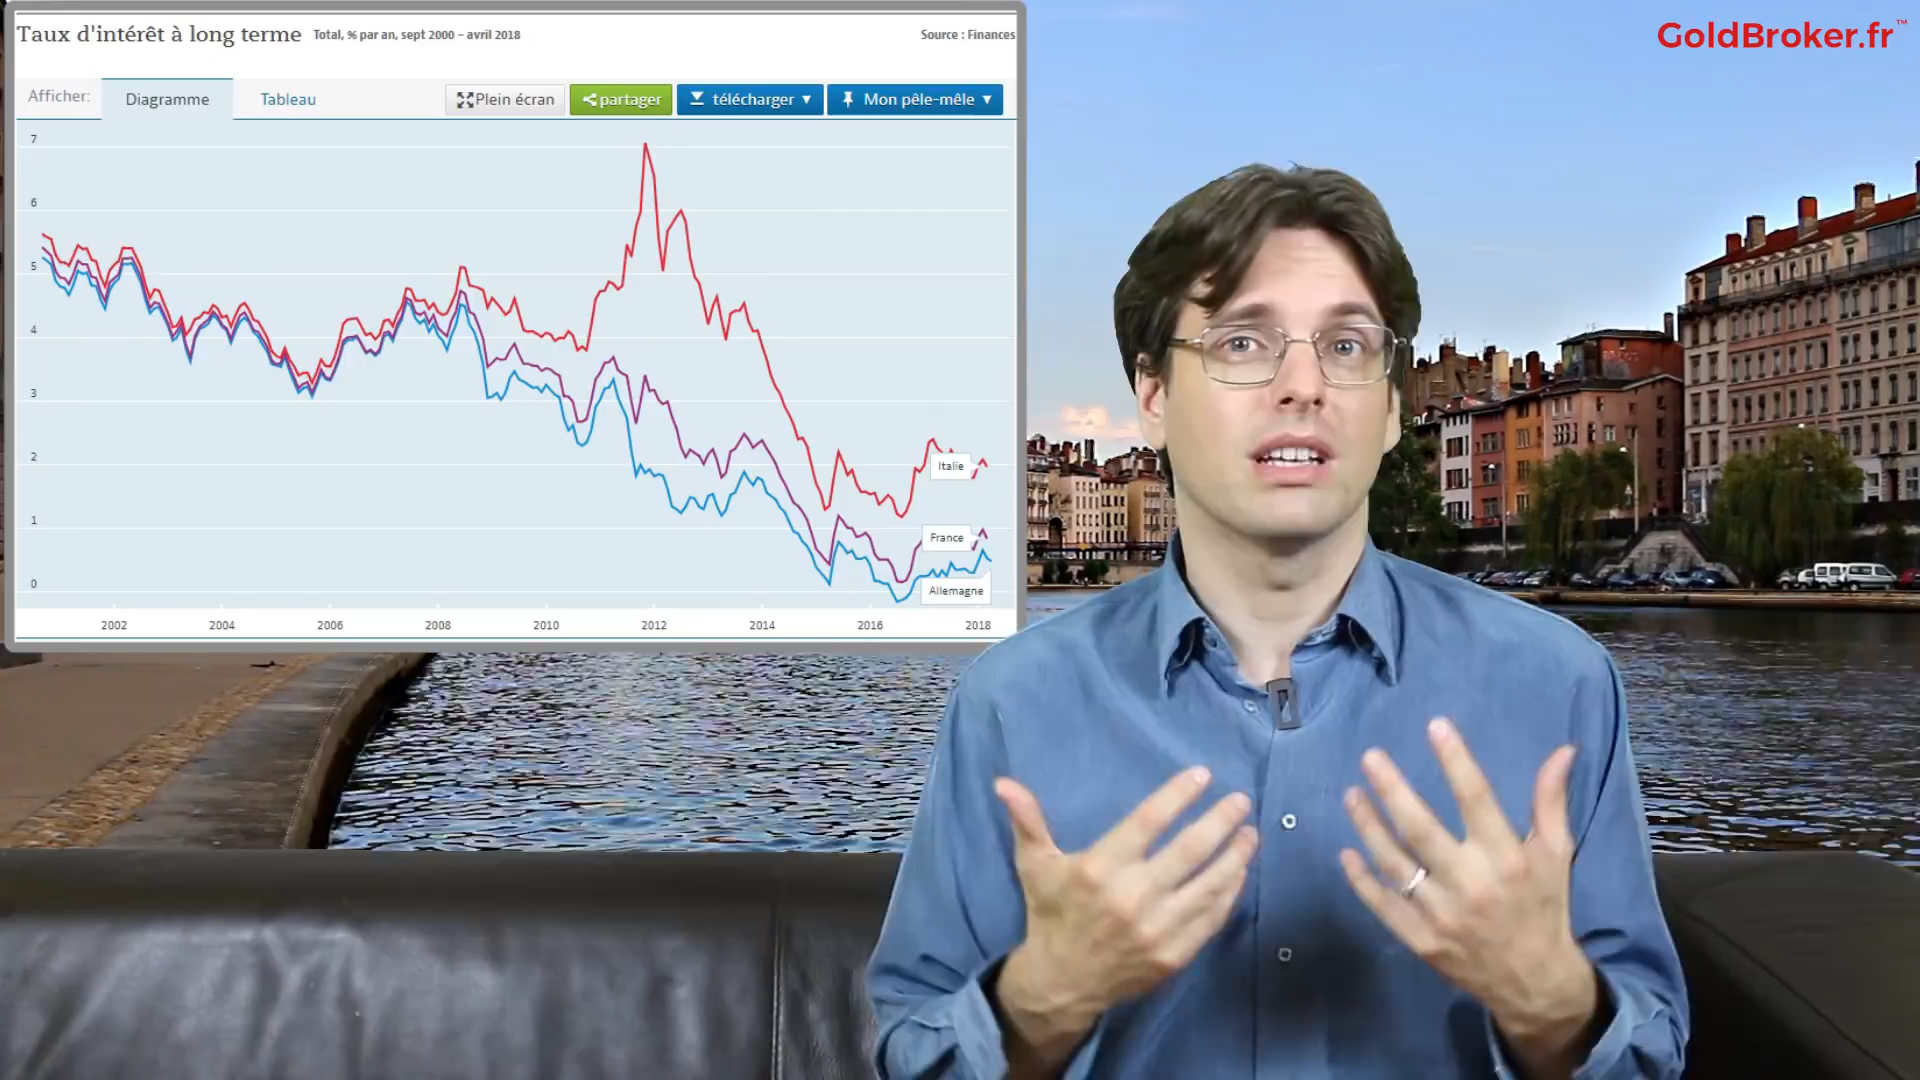 Taux d'intérêt à long terme Total, % par an, sept 2000 – avril 2018 Source : Finances
GoldBroker.fr™
Afficher: Diagramme Tableau Plein écran partager télécharger Mon pêle-mêle
7
6
5
4
3
2
1
0
Italie
France
Allemagne
2002 2004 2006 2008 2010 2012 2014 2016 2018